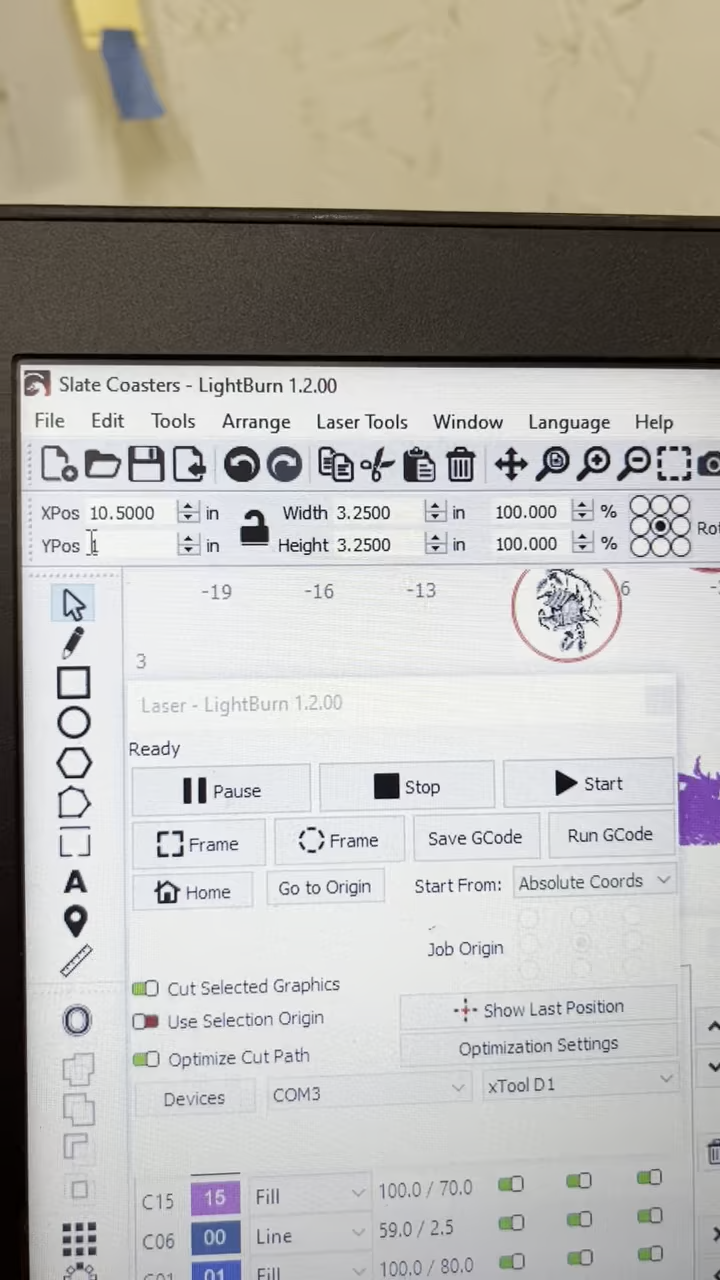 Slate Coasters - LightBurn 1.2.00
File Edit Tools Arrange Laser Tools Window Language Help
XPos 10.5000 in Width 3.2500 in 100.000 %
YPos in Height 3.2500 in 100.000 %
-19 -16 -13 6
3
Laser - LightBurn 1.2.00
Ready
Pause Stop Start
Frame Frame Save GCode Run GCode
Home Go to Origin Start From: Absolute Coords
Job Origin
Cut Selected Graphics
Use Selection Origin Show Last Position
Optimize Cut Path Optimization Settings
Devices COM3 xTool D1
C15 15 Fill 100.0 / 70.0
C06 00 Line 59.0 / 2.5
C01 01 Fill 100.0 / 80.0